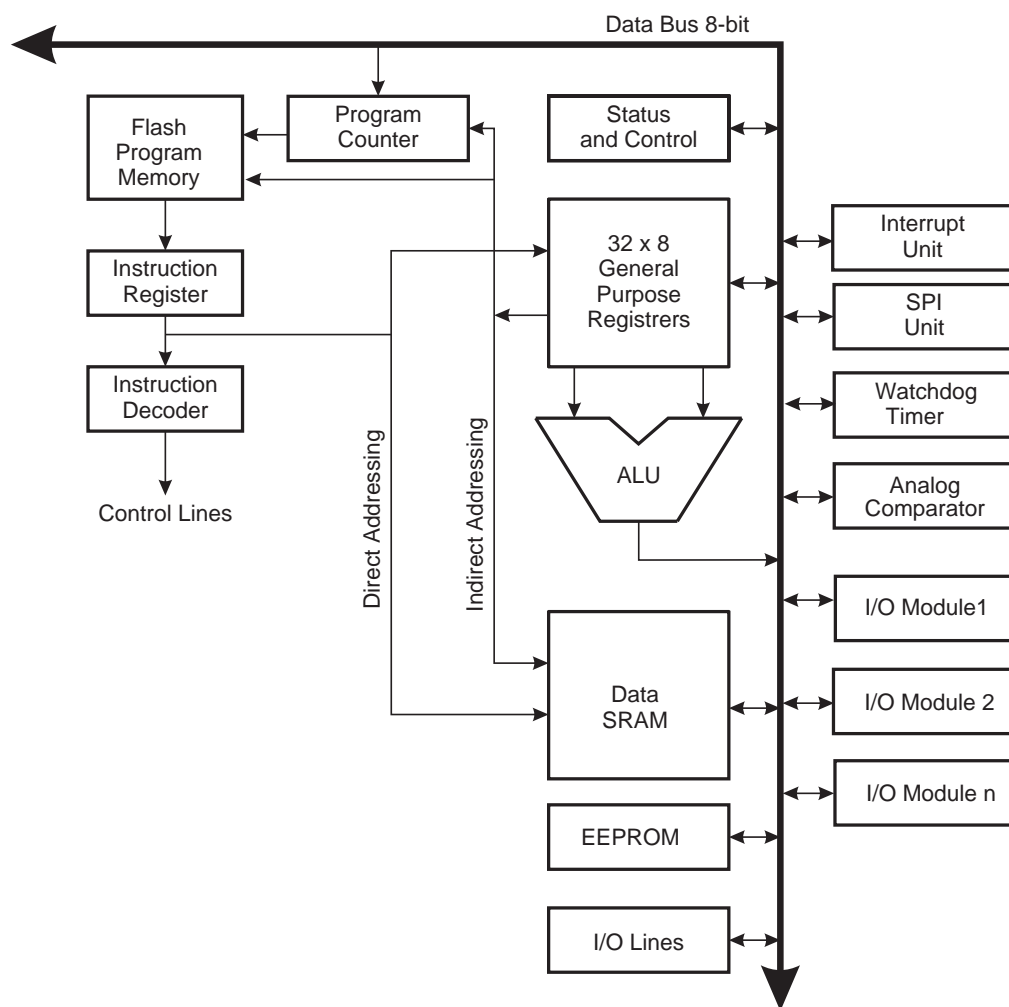 Data Bus 8-bit
Flash
Program
Memory
Program
Counter
Status
and Control
32 x 8
General
Purpose
Registrers
Instruction
Register
Instruction
Decoder
Control Lines
Direct Addressing
Indirect Addressing
ALU
Data
SRAM
EEPROM
I/O Lines
Interrupt
Unit
SPI
Unit
Watchdog
Timer
Analog
Comparator
I/O Module1
I/O Module 2
I/O Module n